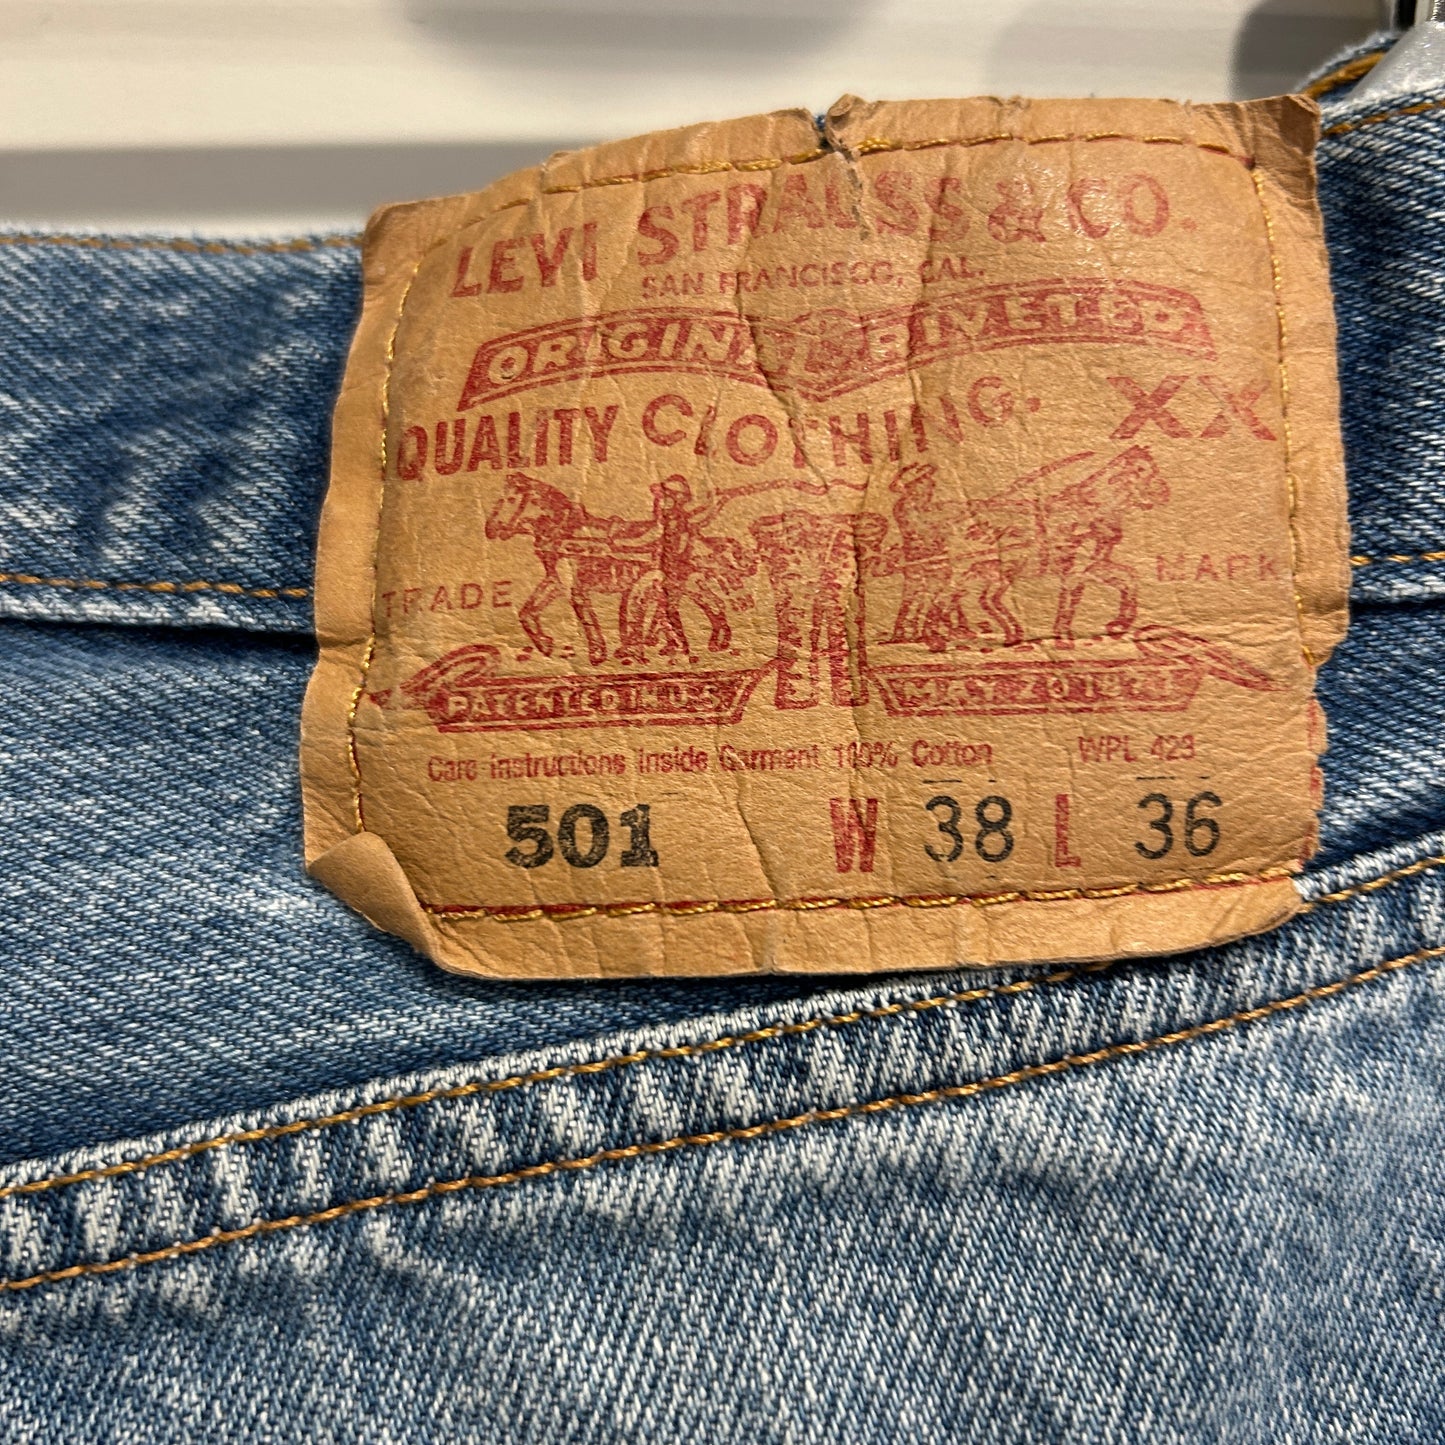 LEVI STRAUSS & CO.
SAN FRANCISCO, CAL.
ORIGINAL RIVETED
QUALITY CLOTHING. XX
TRADE MARK
PATENTED IN U.S. MAY 20 1873
Care Instructions Inside Garment 100% Cotton WPL 423
501 W 38 L 36